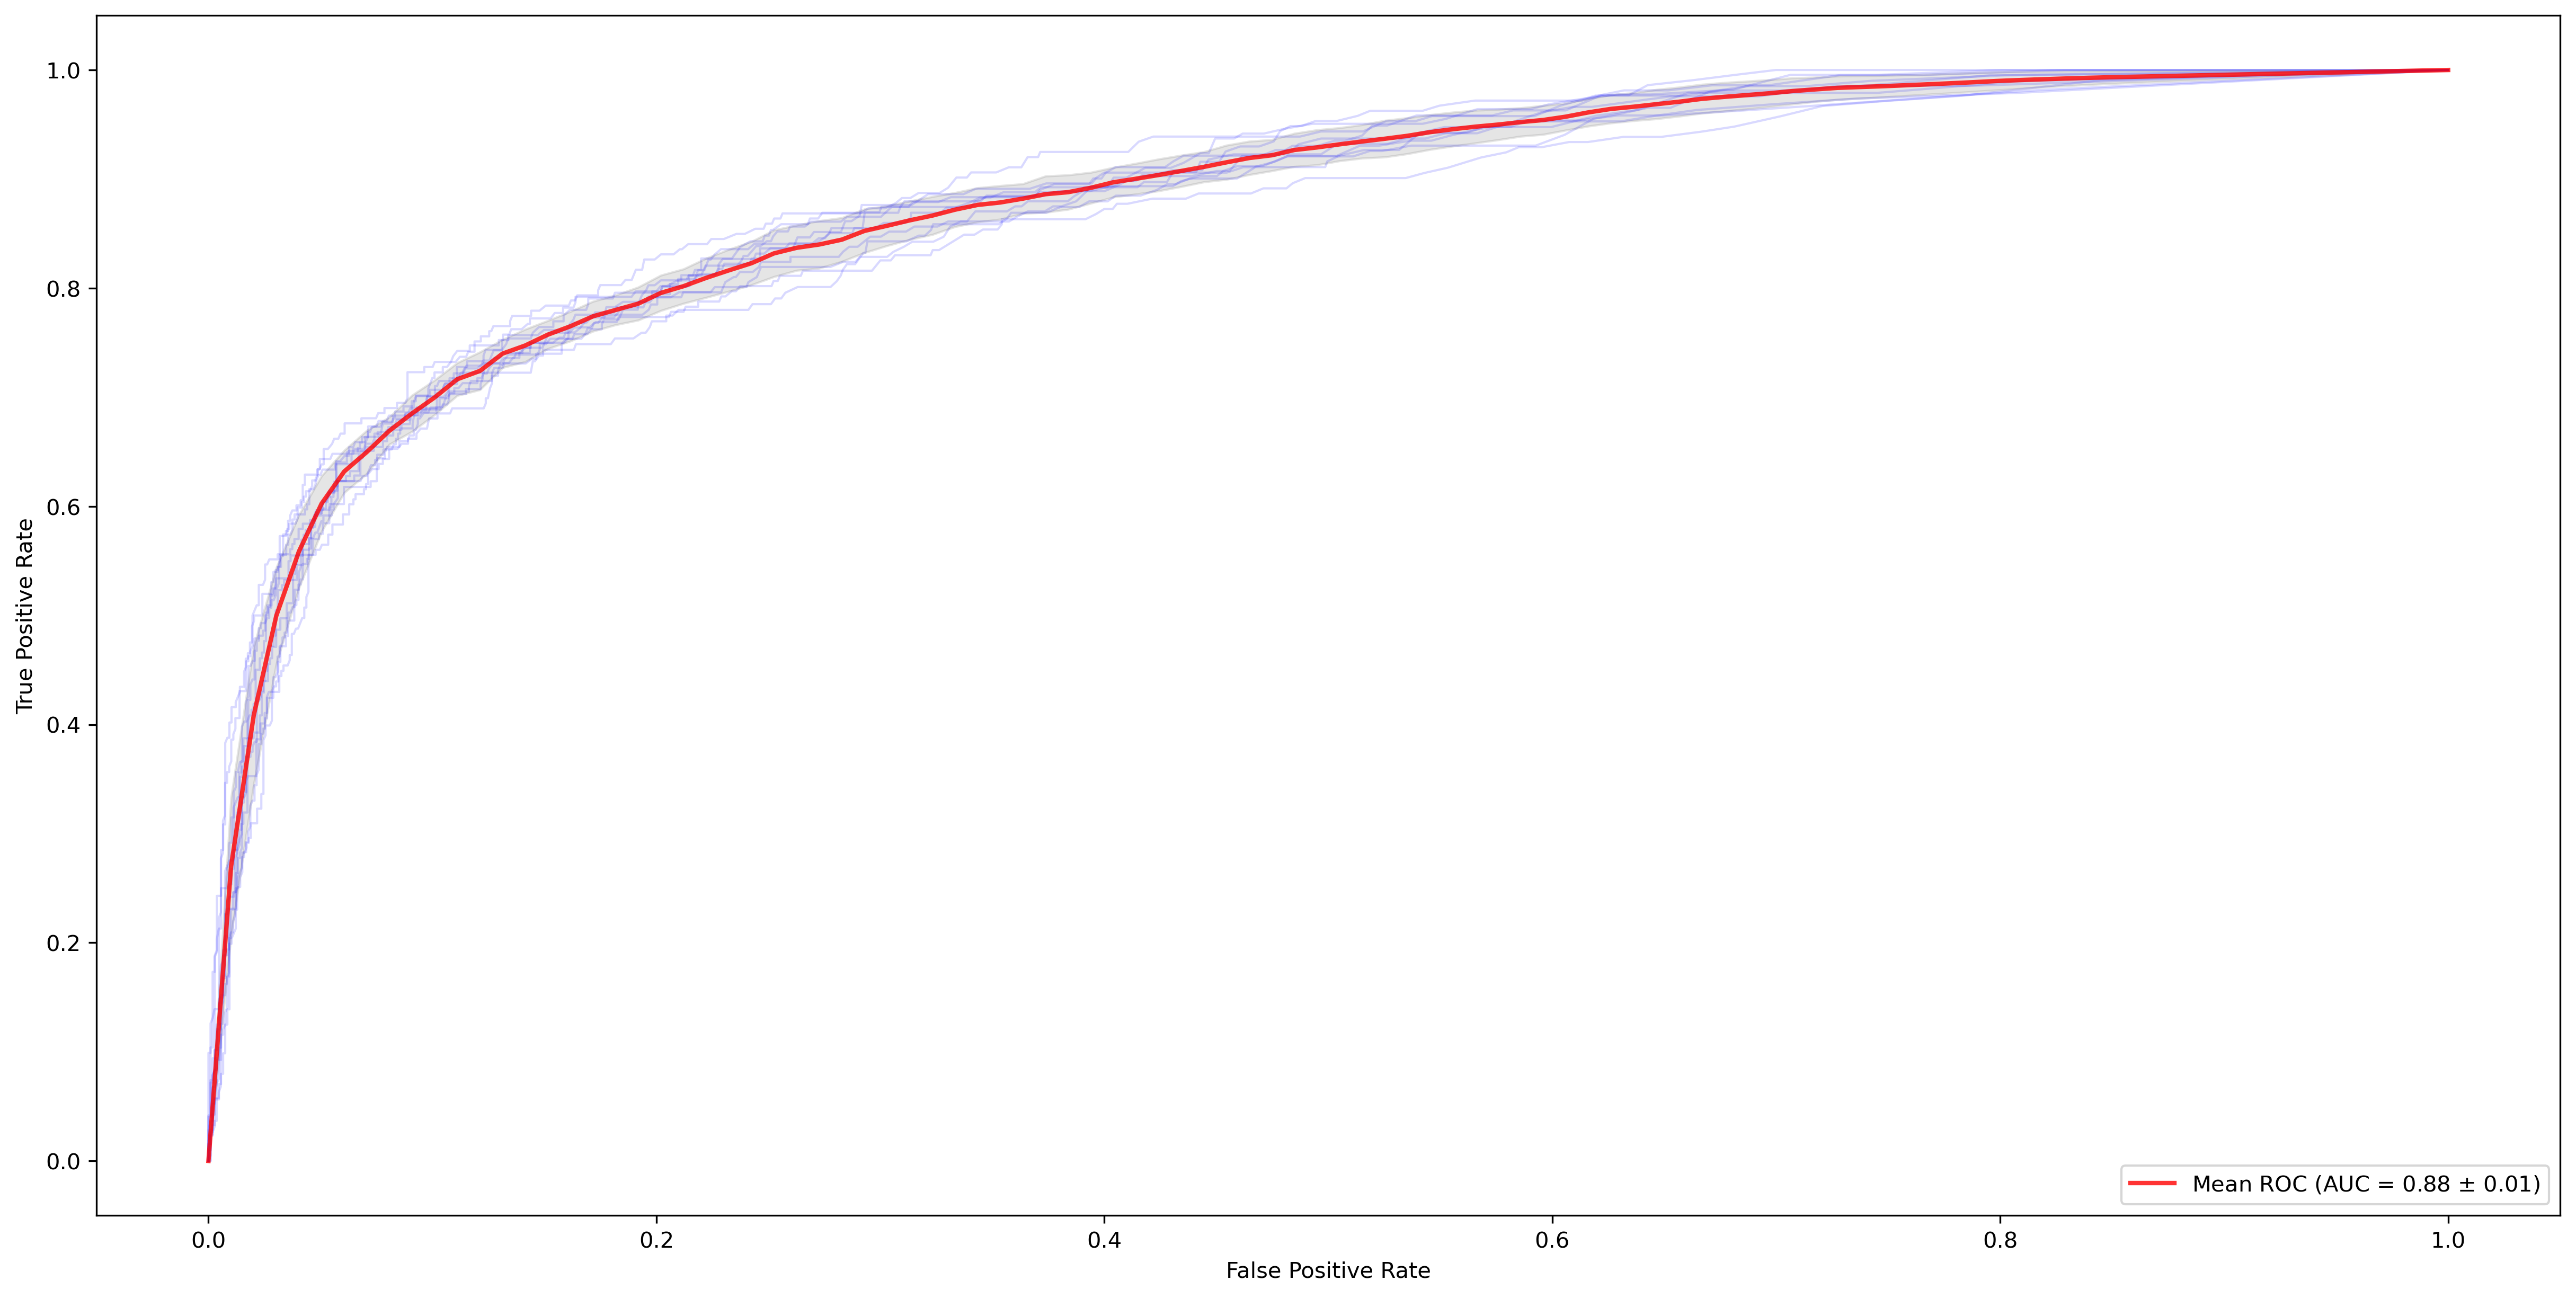 1.0
0.8
0.6
0.4
0.2
0.0
True Positive Rate
Mean ROC (AUC = 0.88 ± 0.01)
0.0 0.2 0.4 0.6 0.8 1.0
False Positive Rate